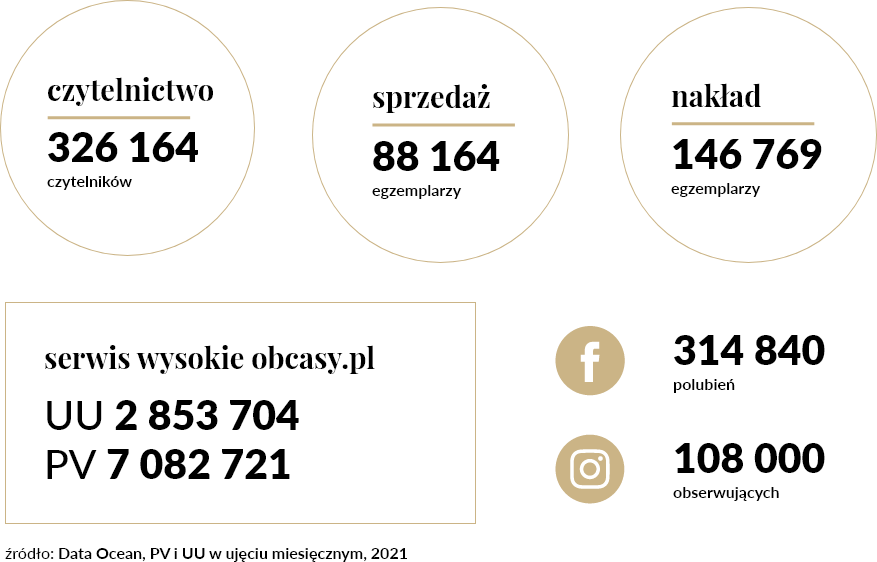 czytelnictwo
326 164
czytelników
sprzedaż
88 164
egzemplarzy
nakład
146 769
egzemplarzy
serwis wysokie obcasy.pl
UU 2 853 704
PV 7 082 721
314 840
polubień
108 000
obserwujących
źródło: Data Ocean, PV i UU w ujęciu miesięcznym, 2021